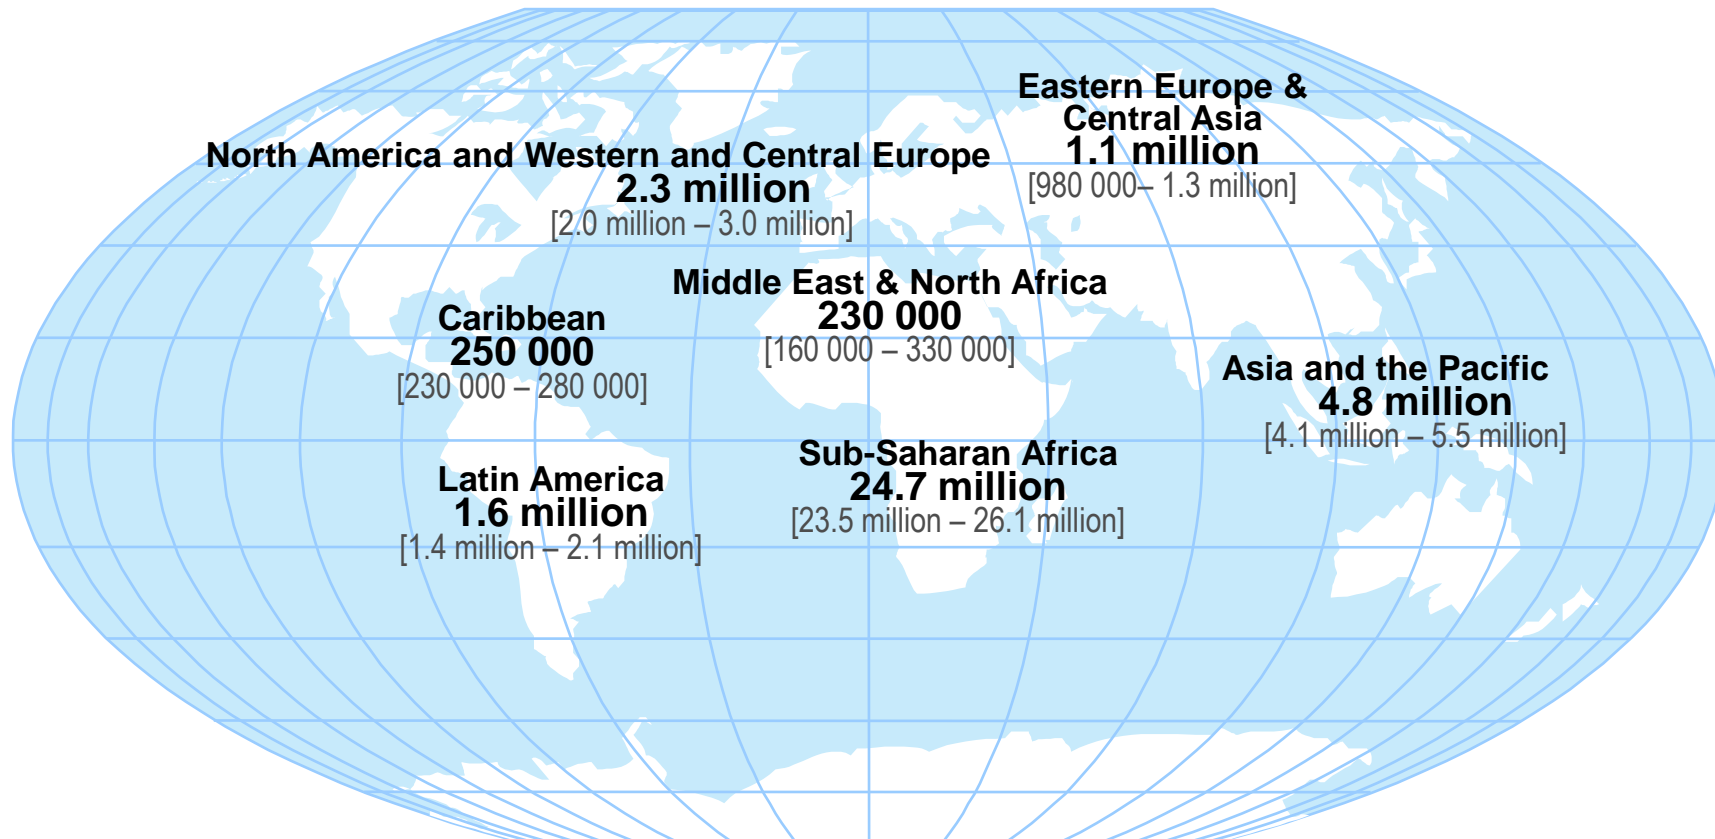 Eastern Europe &
Central Asia
1.1 million
[980 000– 1.3 million]
North America and Western and Central Europe
2.3 million
[2.0 million – 3.0 million]
Middle East & North Africa
230 000
[160 000 – 330 000]
Caribbean
250 000
[230 000 – 280 000]
Asia and the Pacific
4.8 million
[4.1 million – 5.5 million]
Sub-Saharan Africa
24.7 million
[23.5 million – 26.1 million]
Latin America
1.6 million
[1.4 million – 2.1 million]